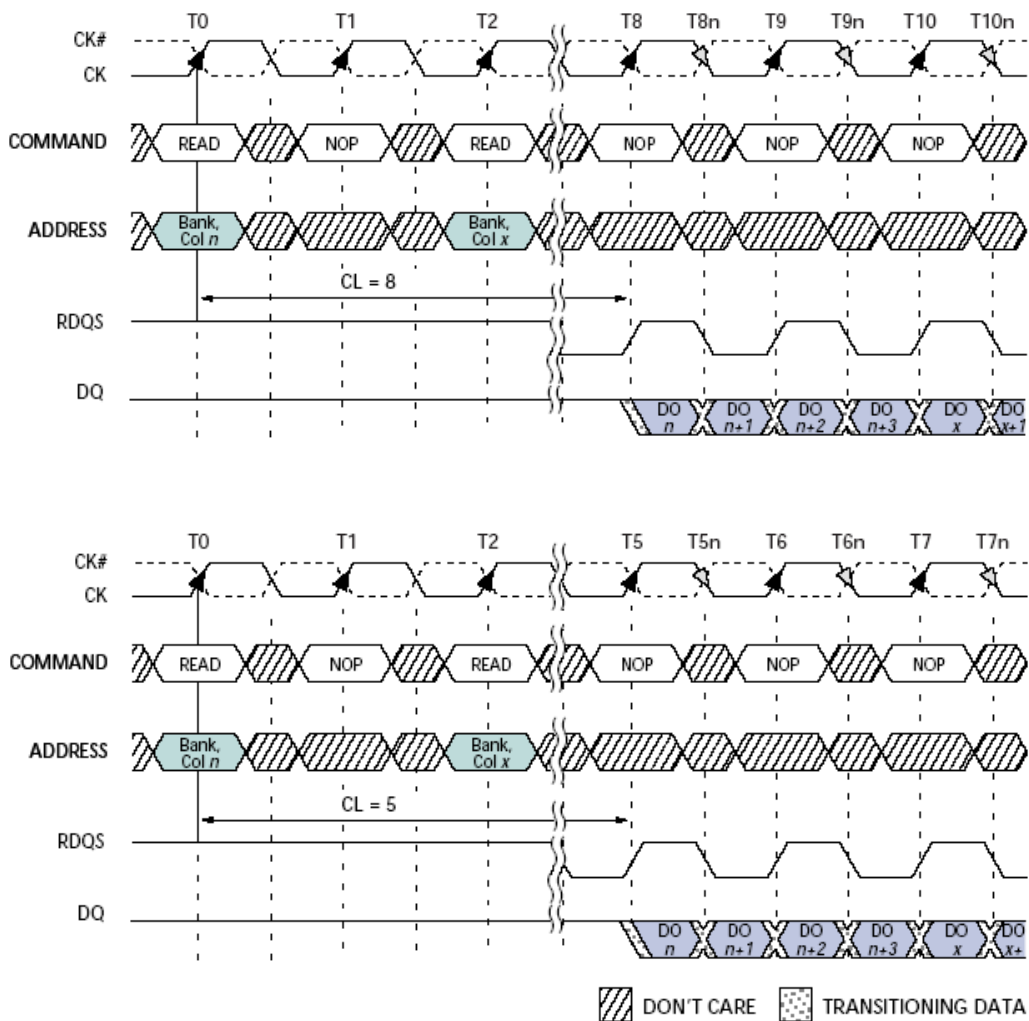 T0 T1 T2 T8 T8n T9 T9n T10 T10n
CK#
CK
COMMAND READ NOP READ NOP NOP NOP
ADDRESS Bank, Col n Bank, Col x
CL = 8
RDQS
DQ
DO n DO n+1 DO n+2 DO n+3 DO x DO x+1
T0 T1 T2 T5 T5n T6 T6n T7 T7n
CK#
CK
COMMAND READ NOP READ NOP NOP NOP
ADDRESS Bank, Col n Bank, Col x
CL = 5
RDQS
DQ
DO n DO n+1 DO n+2 DO n+3 DO x DO x+
DON'T CARE TRANSITIONING DATA